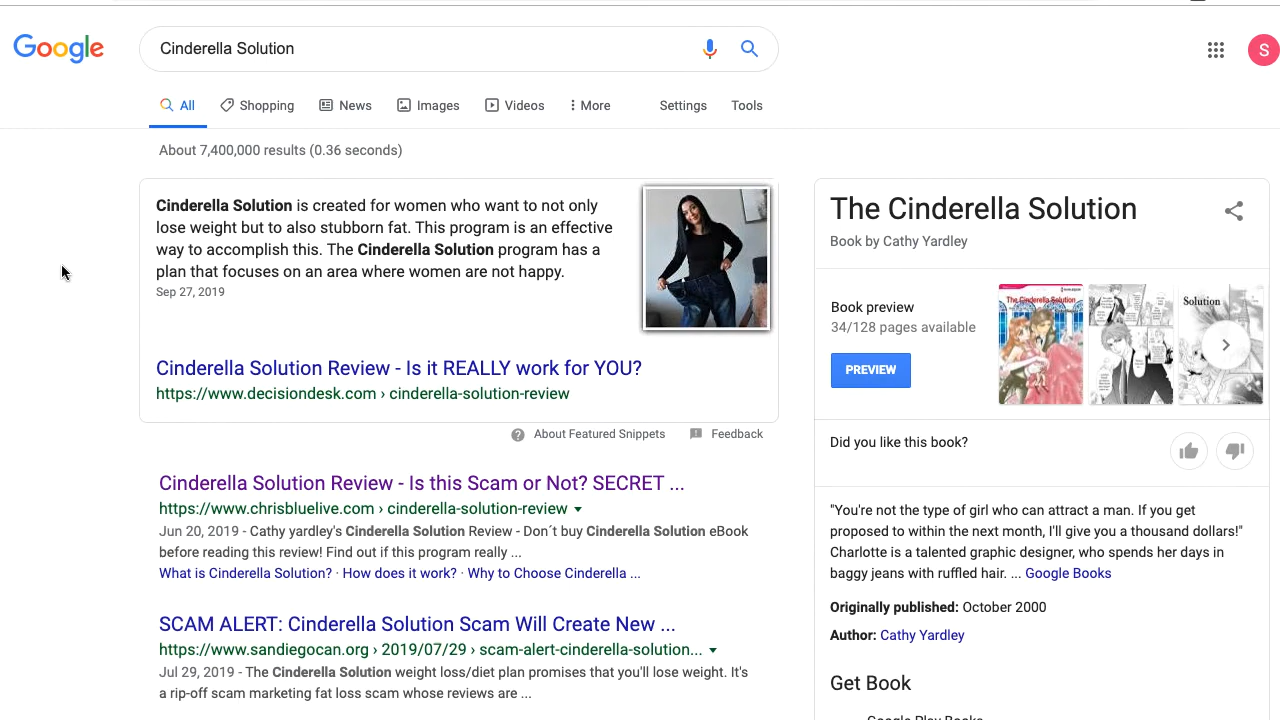 Google
Cinderella Solution
S
All
Shopping
News
Images
Videos
More
Settings
Tools
About 7,400,000 results (0.36 seconds)
Cinderella Solution is created for women who want to not only
lose weight but to also stubborn fat. This program is an effective
way to accomplish this. The Cinderella Solution program has a
plan that focuses on an area where women are not happy.
Sep 27, 2019
Cinderella Solution Review - Is it REALLY work for YOU?
https://www.decisiondesk.com › cinderella-solution-review
About Featured Snippets
Feedback
Cinderella Solution Review - Is this Scam or Not? SECRET ...
https://www.chrisbluelive.com › cinderella-solution-review
Jun 20, 2019 - Cathy yardley's Cinderella Solution Review - Don´t buy Cinderella Solution eBook
before reading this review! Find out if this program really ...
What is Cinderella Solution? · How does it work? · Why to Choose Cinderella ...
SCAM ALERT: Cinderella Solution Scam Will Create New ...
https://www.sandiegocan.org › 2019/07/29 › scam-alert-cinderella-solution...
Jul 29, 2019 - The Cinderella Solution weight loss/diet plan promises that you'll lose weight. It's
a rip-off scam marketing fat loss scam whose reviews are ...
The Cinderella Solution
Book by Cathy Yardley
Book preview
34/128 pages available
PREVIEW
The Cinderella Solution
Solution
Did you like this book?
"You're not the type of girl who can attract a man. If you get
proposed to within the next month, I'll give you a thousand dollars!"
Charlotte is a talented graphic designer, who spends her days in
baggy jeans with ruffled hair. ... Google Books
Originally published: October 2000
Author: Cathy Yardley
Get Book
Google Play Books